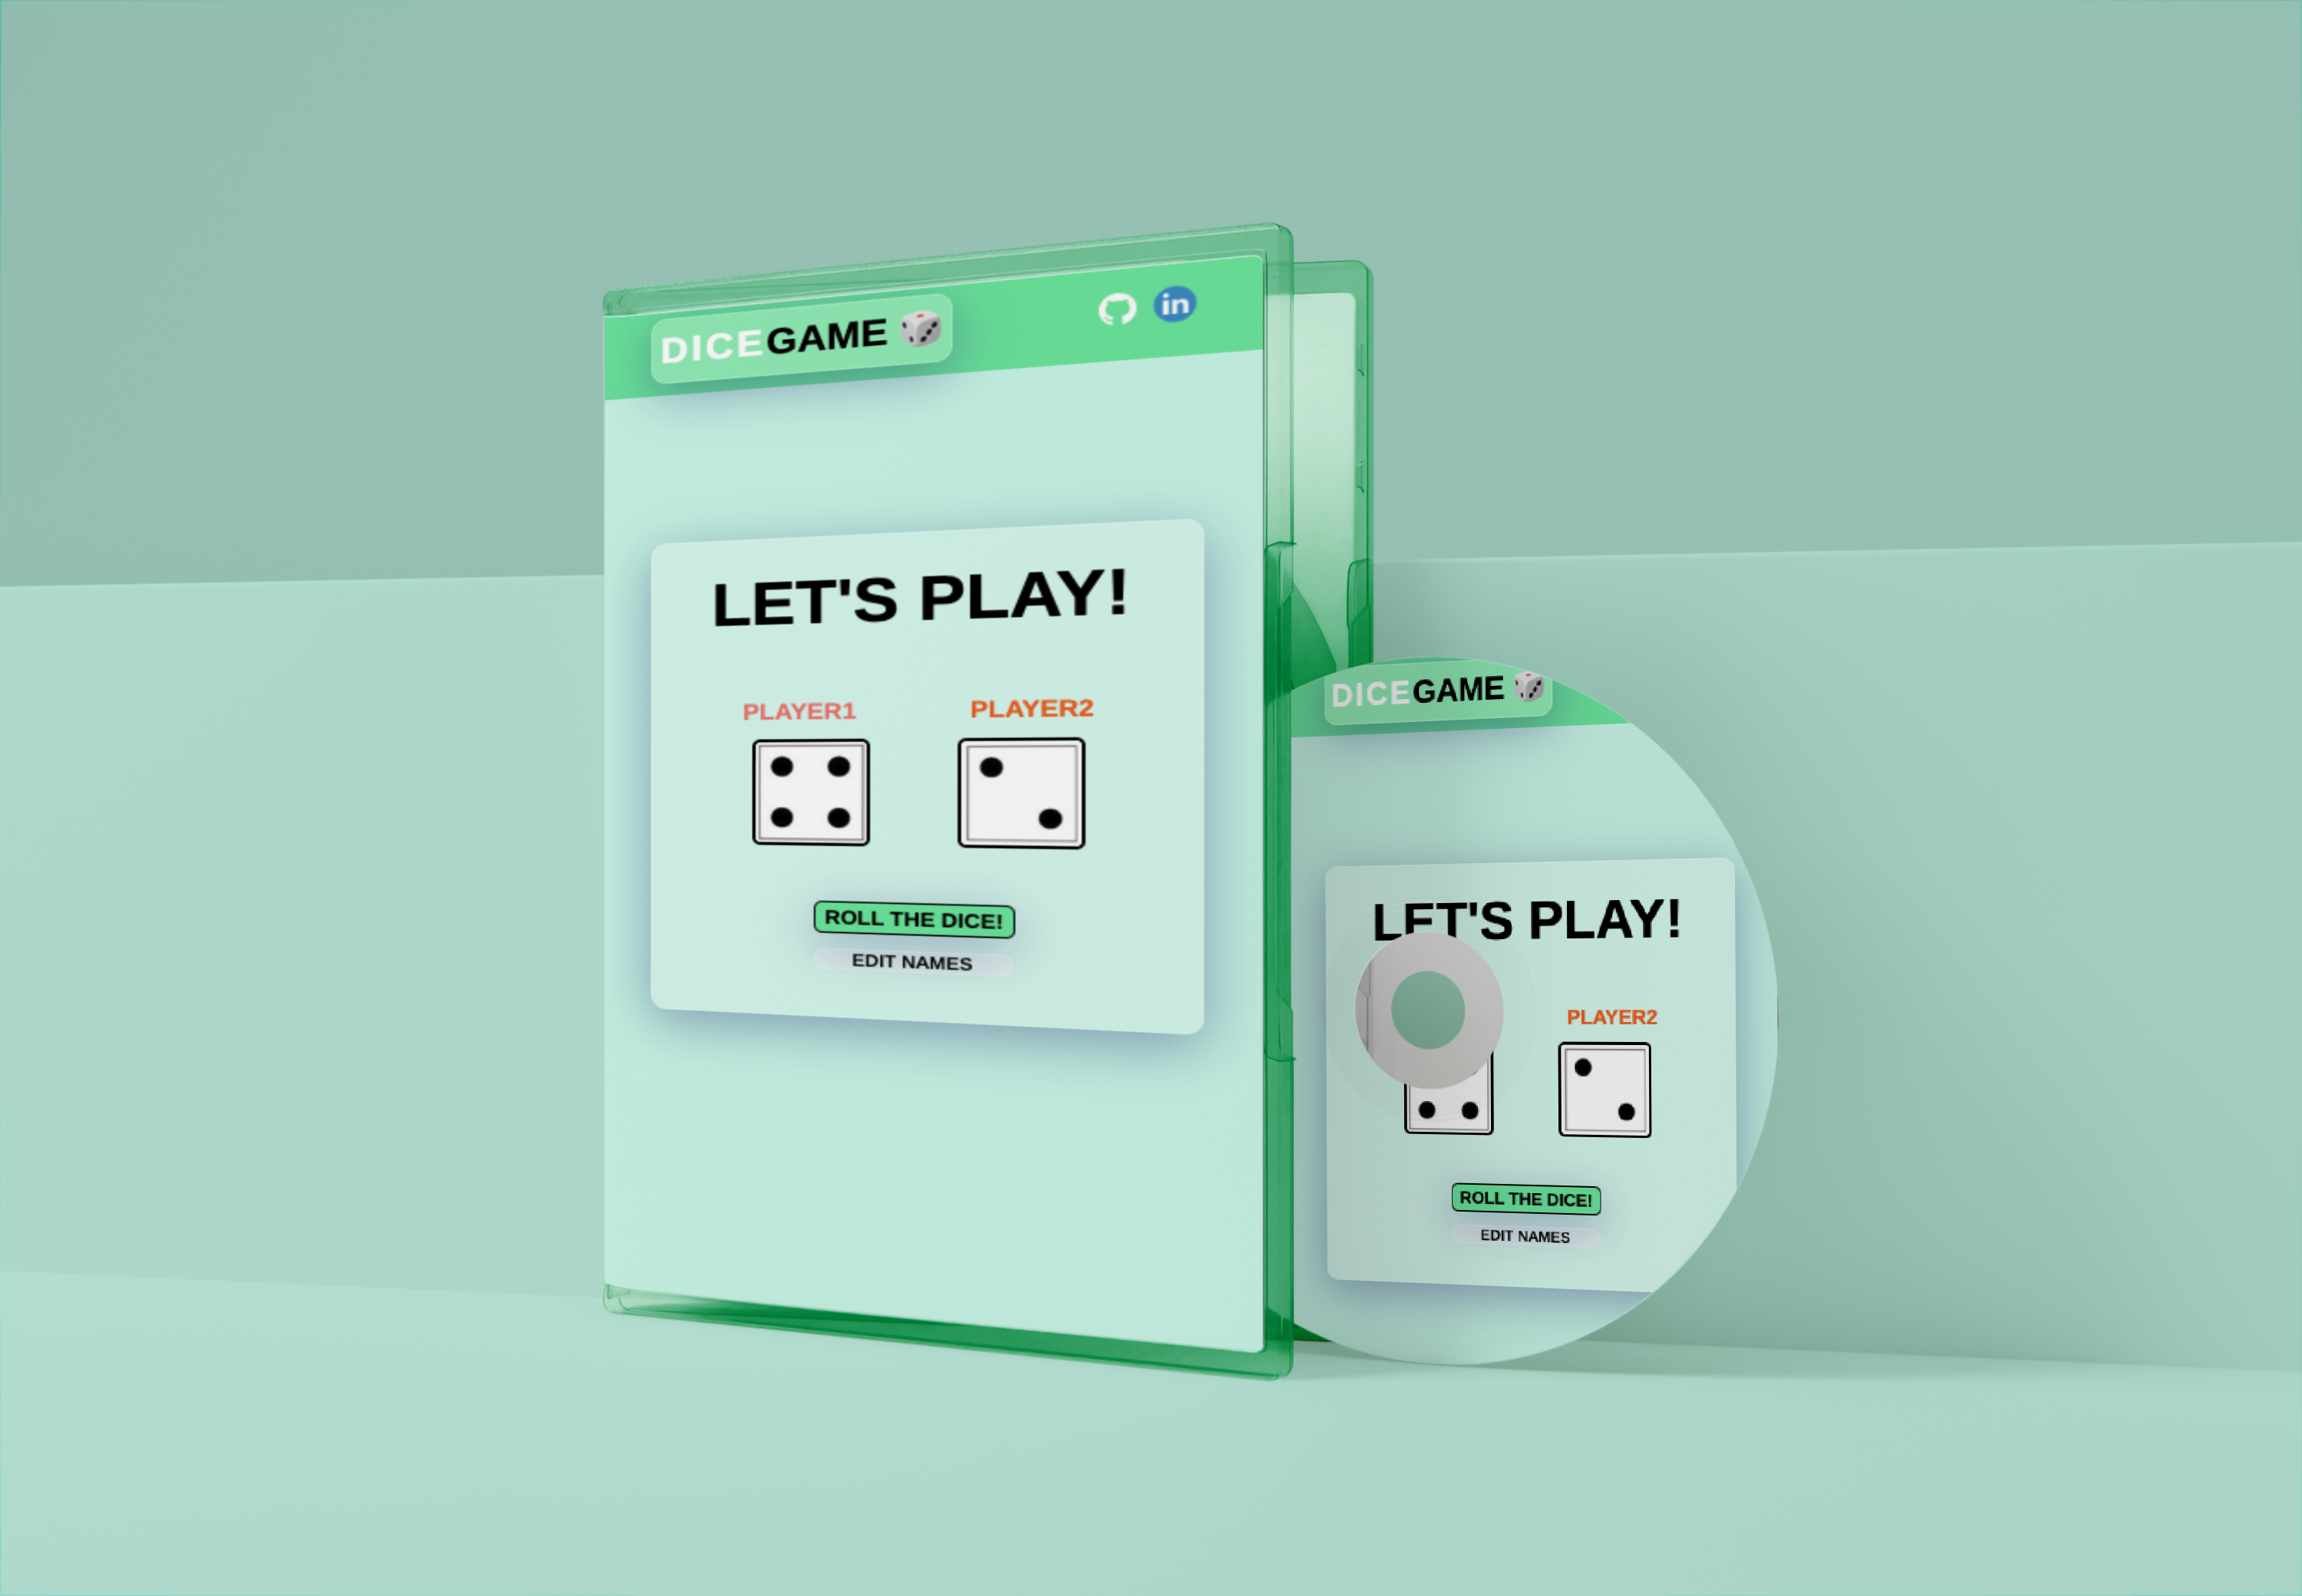 DICEGAME
in
LET'S PLAY!
PLAYER1 PLAYER2
ROLL THE DICE!
EDIT NAMES
DICEGAME
LET'S PLAY!
PLAYER2
ROLL THE DICE!
EDIT NAMES